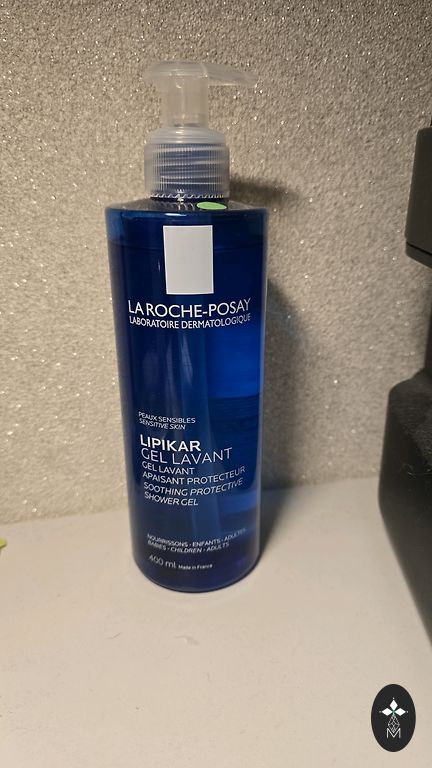 LA ROCHE-POSAY
LABORATOIRE DERMATOLOGIQUE
PEAUX SENSIBLES
SENSITIVE SKIN
LIPIKAR
GEL LAVANT
GEL LAVANT
APAISANT PROTECTEUR
SOOTHING PROTECTIVE
SHOWER GEL
NOURRISSONS - ENFANTS - ADULTES
BABIES - CHILDREN - ADULTS
400 ml Made in France
M